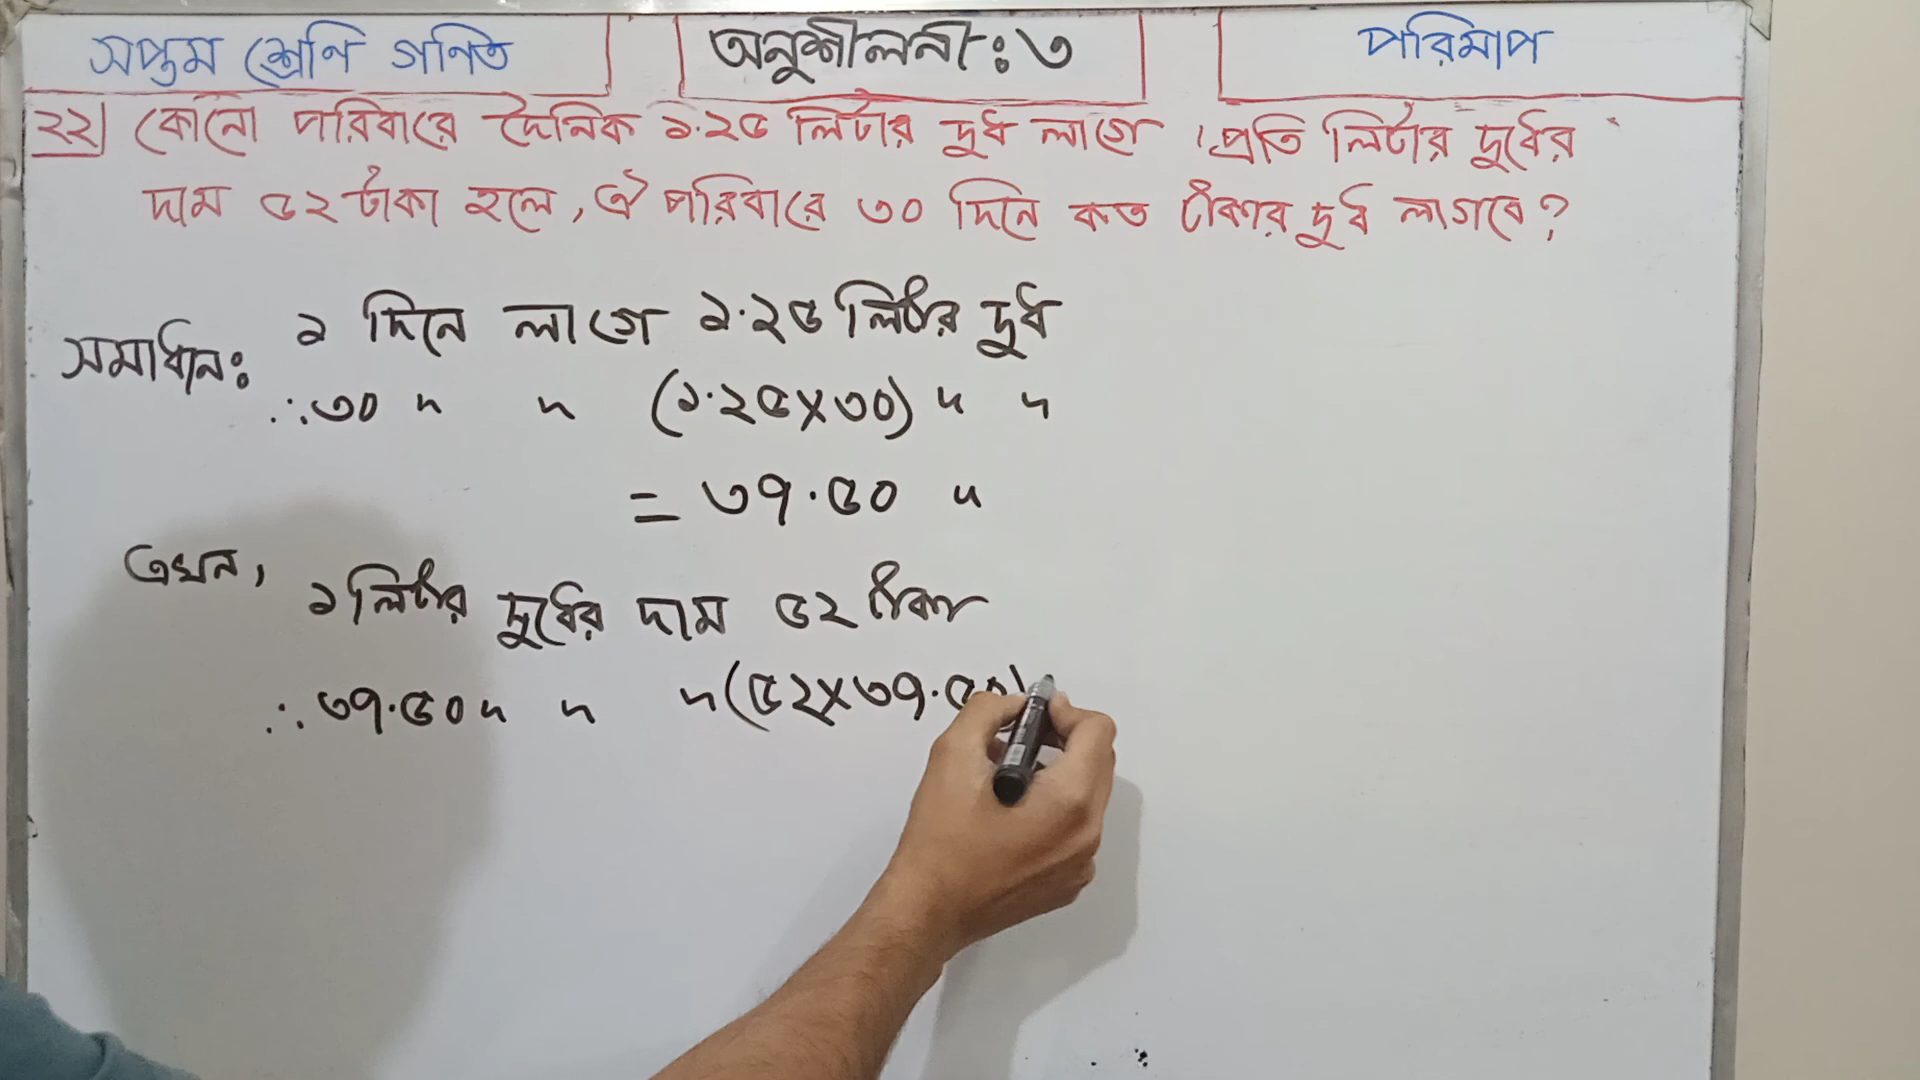 সপ্তম শ্রেণি গণিত অনুশীলনী:৩ পরিমাপ
২২| কোনো পরিবারে দৈনিক ১.২৫ লিটার দুধ লাগে । প্রতি লিটার দুধের
দাম ৫২ টাকা হলে, ঐ পরিবারে ৩০ দিনে কত টাকার দুধ লাগবে?
সমাধান: ১ দিনে লাগে ১.২৫ লিটার দুধ
∴ ৩০ " " (১.২৫×৩০) " "
= ৩৭.৫০ "
এখন,
১ লিটার দুধের দাম ৫২ টাকা
∴ ৩৭.৫০ " " " (৫২×৩৭.৫০)